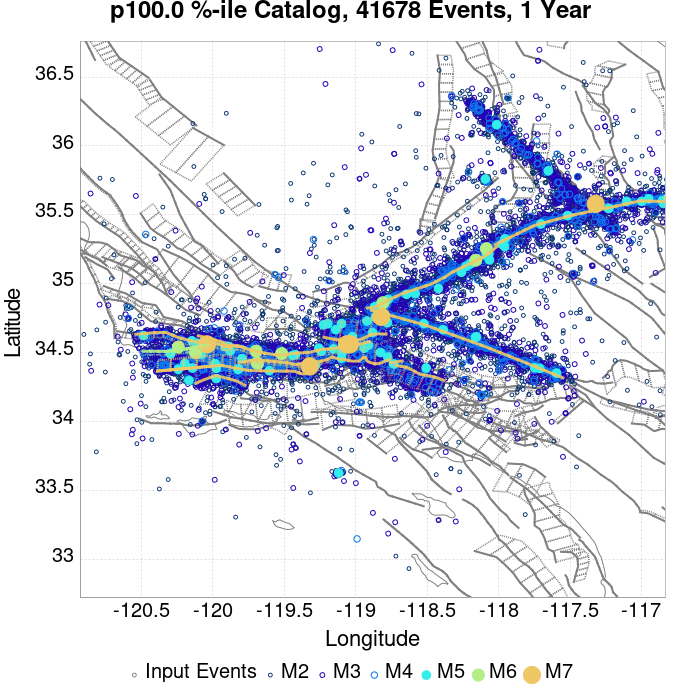 p100.0 %-ile Catalog, 41678 Events, 1 Year
36.5
36
35.5
35
34.5
34
33.5
33
Latitude
-120.5 -120 -119.5 -119 -118.5 -118 -117.5 -117
Longitude
Input Events M2 M3 M4 M5 M6 M7